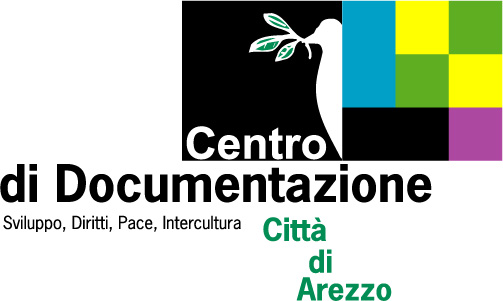 Centro
di Documentazione
Sviluppo, Diritti, Pace, Intercultura
Città
di
Arezzo